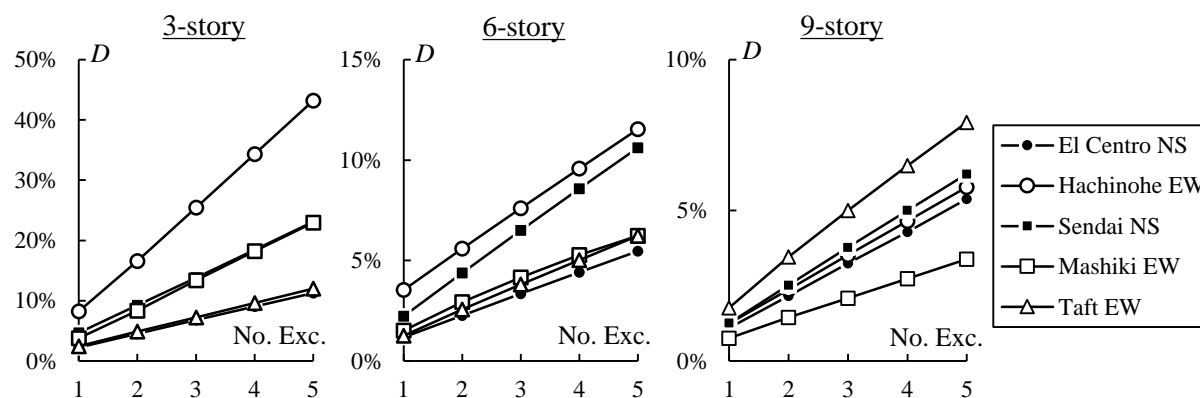 3-story
50%
D
40%
30%
20%
10%
0%
No. Exc.
1 2 3 4 5
6-story
15%
D
10%
5%
0%
No. Exc.
1 2 3 4 5
9-story
10%
D
5%
0%
No. Exc.
1 2 3 4 5
El Centro NS
Hachinohe EW
Sendai NS
Mashiki EW
Taft EW